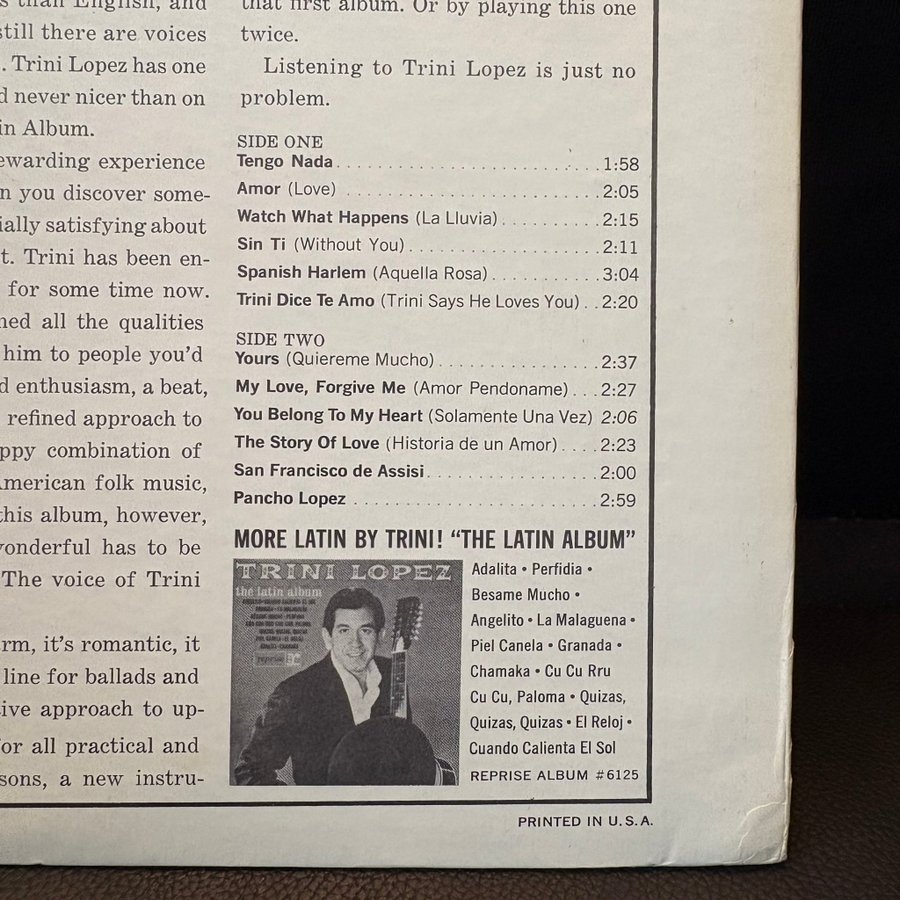 than English, and
still there are voices
. Trini Lopez has one
d never nicer than on
in Album.
ewarding experience
n you discover some-
ially satisfying about
t. Trini has been en-
for some time now.
ned all the qualities
him to people you'd
d enthusiasm, a beat,
refined approach to
ppy combination of
American folk music,
this album, however,
wonderful has to be
The voice of Trini
rm, it's romantic, it
line for ballads and
ive approach to up-
for all practical and
sons, a new instru-
that first album. Or by playing this one
twice.
Listening to Trini Lopez is just no
problem.
SIDE ONE
Tengo Nada . . . . . . . . . . . . . . . . . . . . . . . . 1:58
Amor (Love) . . . . . . . . . . . . . . . . . . . . . . . 2:05
Watch What Happens (La Lluvia) . . . . . . . . . 2:15
Sin Ti (Without You) . . . . . . . . . . . . . . . . . 2:11
Spanish Harlem (Aquella Rosa) . . . . . . . . . . 3:04
Trini Dice Te Amo (Trini Says He Loves You) . . 2:20
SIDE TWO
Yours (Quiereme Mucho) . . . . . . . . . . . . . . . 2:37
My Love, Forgive Me (Amor Pendoname) . . . 2:27
You Belong To My Heart (Solamente Una Vez) 2:06
The Story Of Love (Historia de un Amor) . . . . 2:23
San Francisco de Assisi . . . . . . . . . . . . . . . . 2:00
Pancho Lopez . . . . . . . . . . . . . . . . . . . . . . 2:59
MORE LATIN BY TRINI! “THE LATIN ALBUM”
TRINI LOPEZ
the latin album
reprise
Adalita • Perfidia •
Besame Mucho •
Angelito • La Malaguena •
Piel Canela • Granada •
Chamaka • Cu Cu Rru
Cu Cu, Paloma • Quizas,
Quizas, Quizas • El Reloj •
Cuando Calienta El Sol
REPRISE ALBUM #6125
PRINTED IN U.S.A.